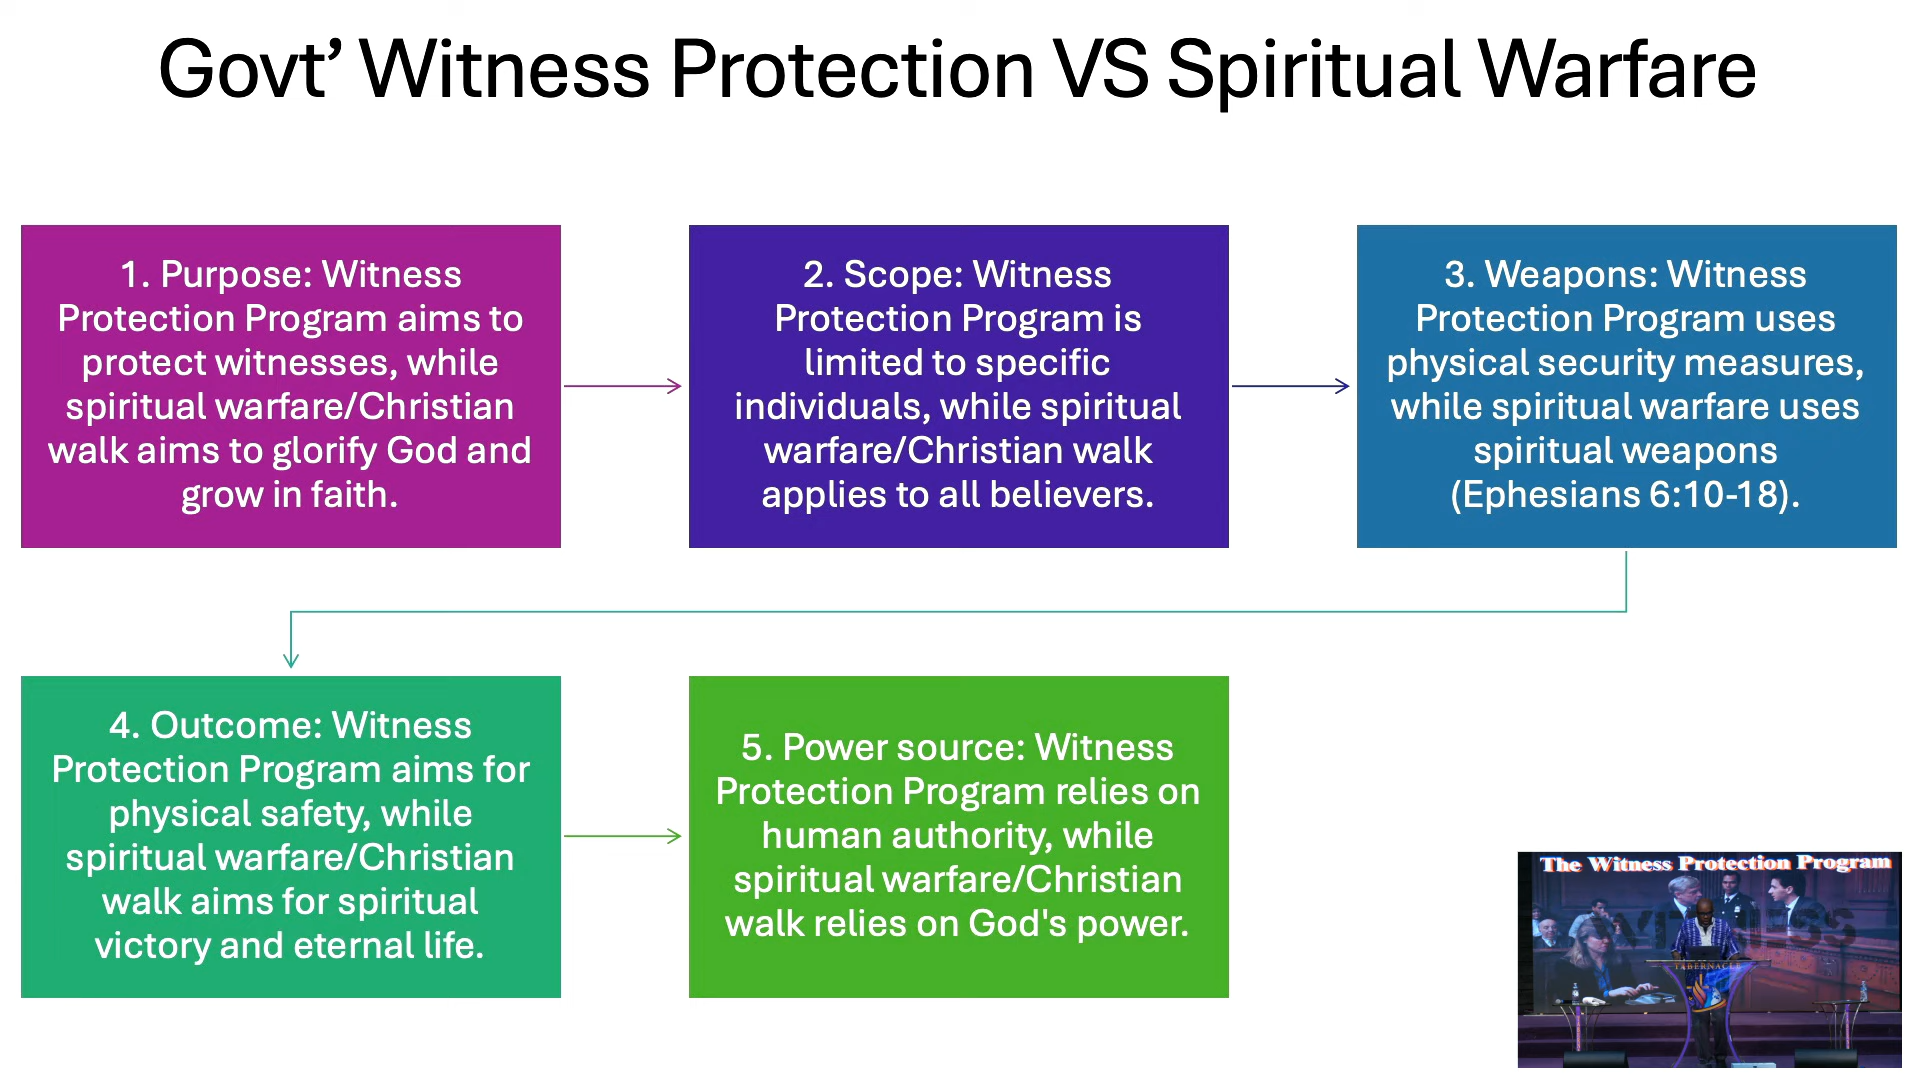 Govt’ Witness Protection VS Spiritual Warfare
1. Purpose: Witness
Protection Program aims to
protect witnesses, while
spiritual warfare/Christian
walk aims to glorify God and
grow in faith.
2. Scope: Witness
Protection Program is
limited to specific
individuals, while spiritual
warfare/Christian walk
applies to all believers.
3. Weapons: Witness
Protection Program uses
physical security measures,
while spiritual warfare uses
spiritual weapons
(Ephesians 6:10-18).
4. Outcome: Witness
Protection Program aims for
physical safety, while
spiritual warfare/Christian
walk aims for spiritual
victory and eternal life.
5. Power source: Witness
Protection Program relies on
human authority, while
spiritual warfare/Christian
walk relies on God's power.
The Witness Protection Program
TABERNACLE